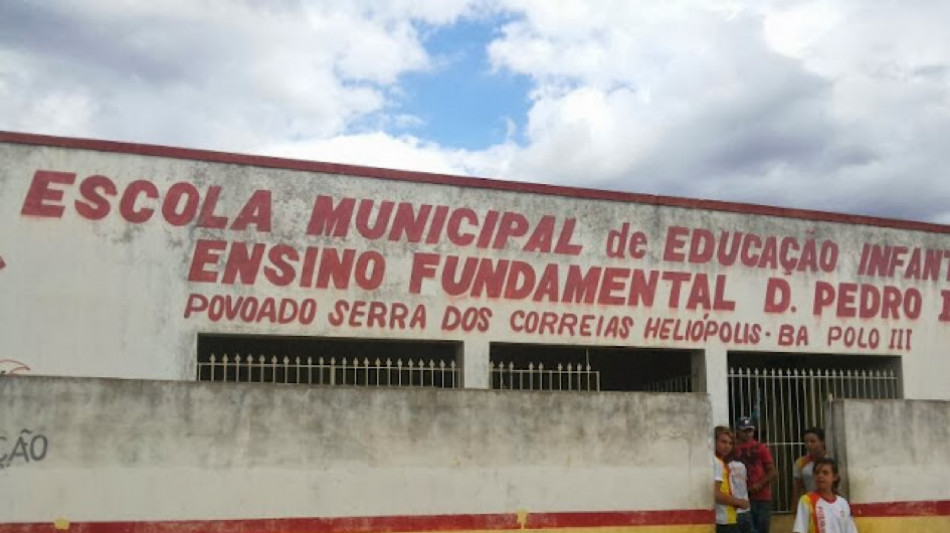 ESCOLA MUNICIPAL de EDUCAÇÃO INFANT
ENSINO FUNDAMENTAL D. PEDRO I
POVOADO SERRA DOS CORREIAS HELIÓPOLIS - BA POLO III
ÇÃO